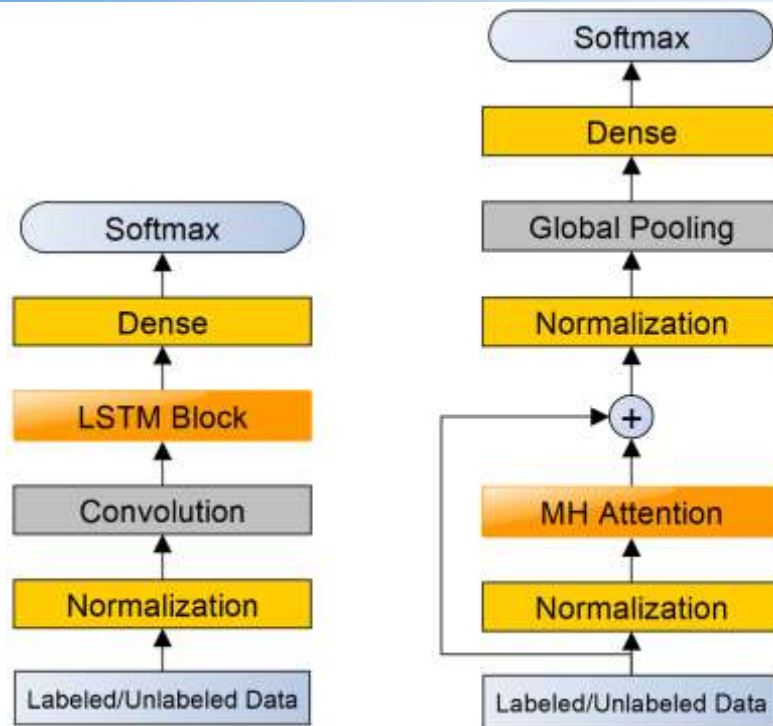 Softmax
Dense
LSTM Block
Convolution
Normalization
Labeled/Unlabeled Data
Softmax
Dense
Global Pooling
Normalization
+
MH Attention
Normalization
Labeled/Unlabeled Data